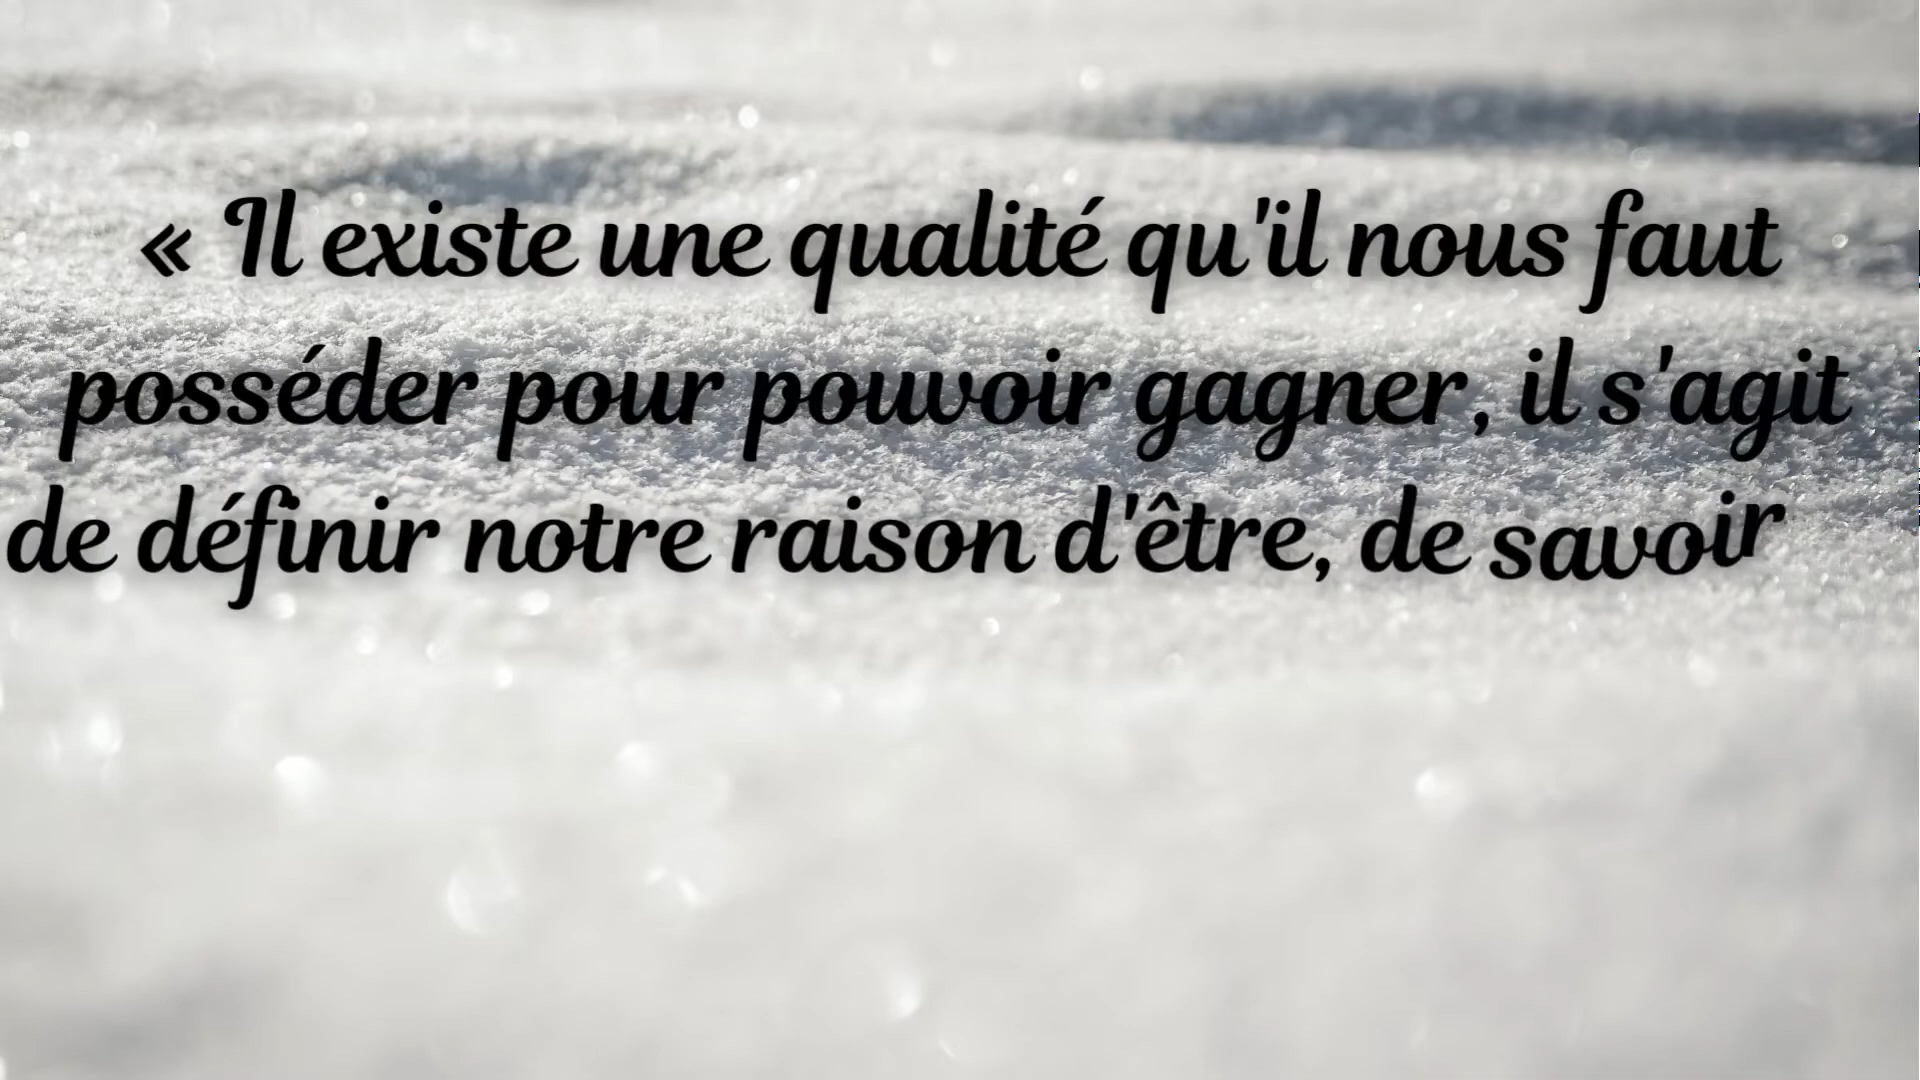 « Il existe une qualité qu'il nous faut
posséder pour pouvoir gagner, il s'agit
de définir notre raison d'être, de savoir